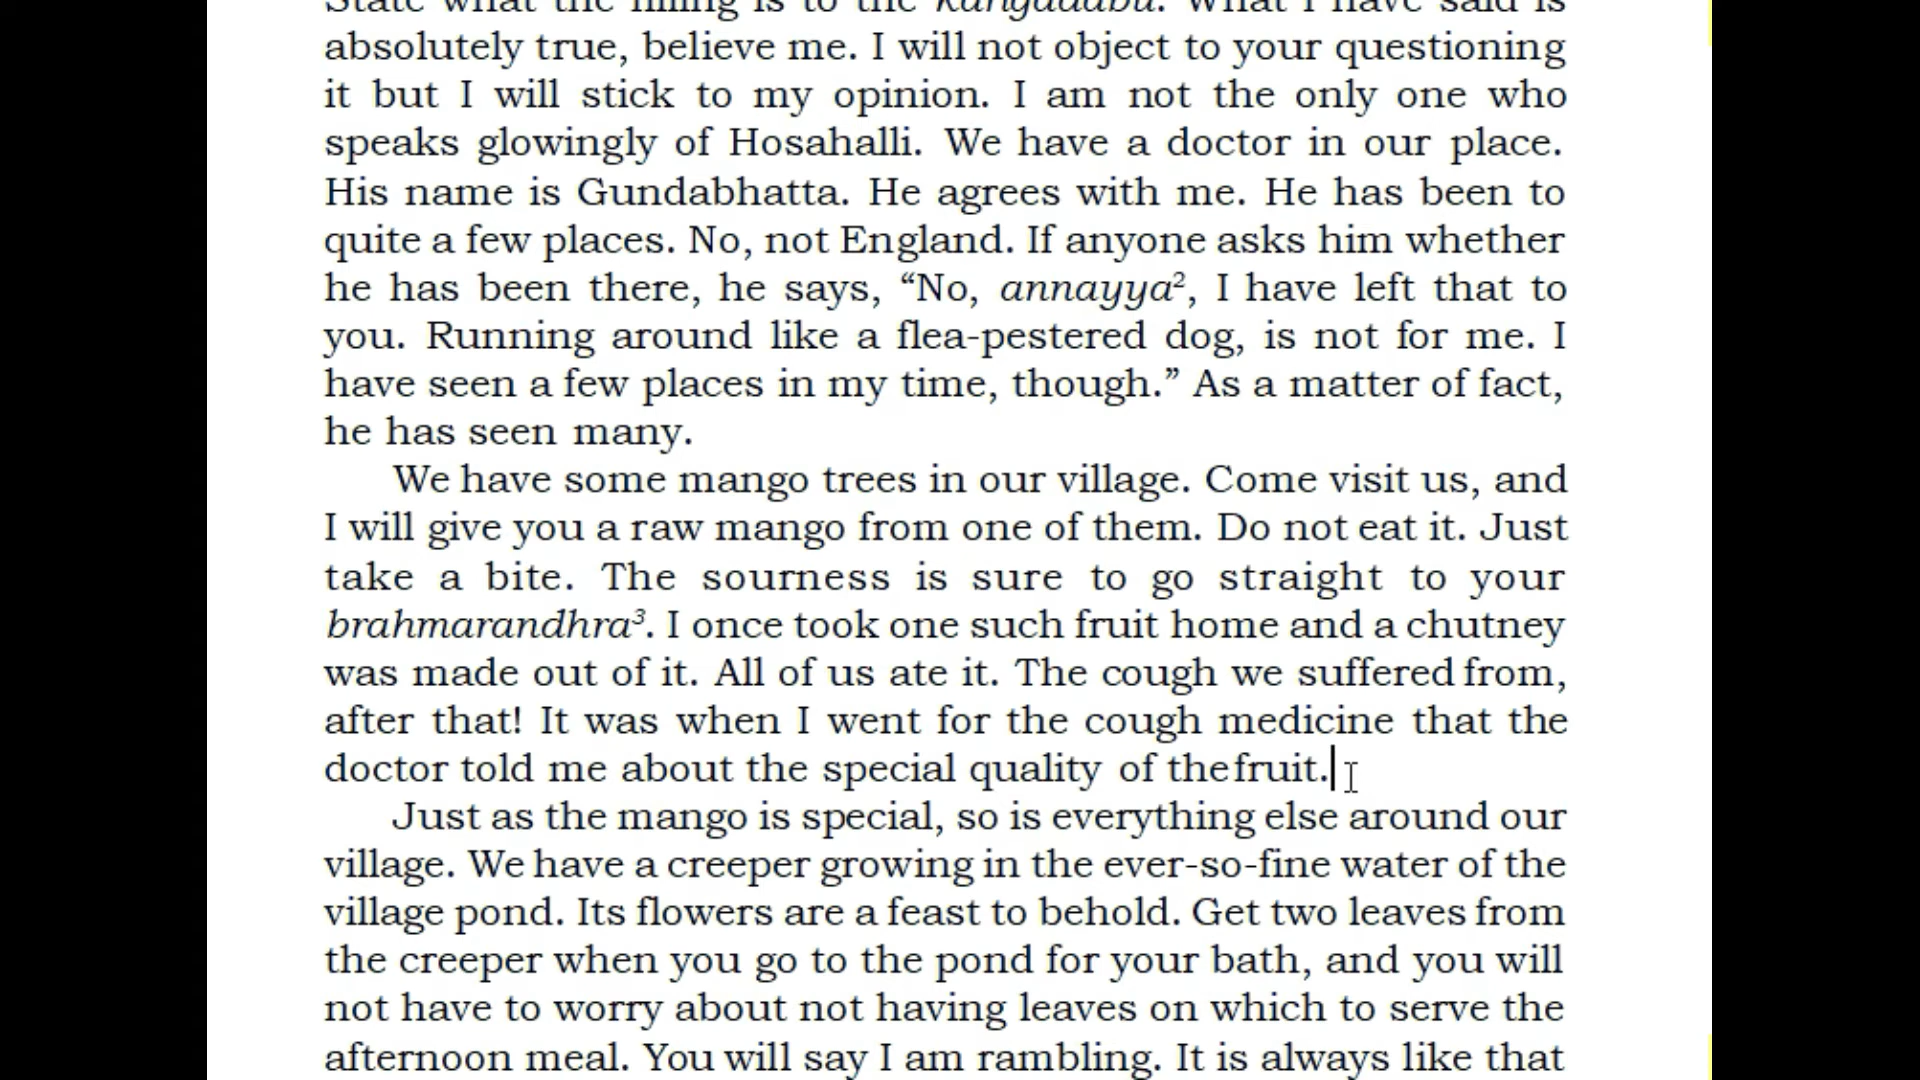 State what the filling is to the kangadabu. What I have said is
absolutely true, believe me. I will not object to your questioning
it but I will stick to my opinion. I am not the only one who
speaks glowingly of Hosahalli. We have a doctor in our place.
His name is Gundabhatta. He agrees with me. He has been to
quite a few places. No, not England. If anyone asks him whether
he has been there, he says, “No, annayya², I have left that to
you. Running around like a flea-pestered dog, is not for me. I
have seen a few places in my time, though.” As a matter of fact,
he has seen many.
We have some mango trees in our village. Come visit us, and
I will give you a raw mango from one of them. Do not eat it. Just
take a bite. The sourness is sure to go straight to your
brahmarandhra³. I once took one such fruit home and a chutney
was made out of it. All of us ate it. The cough we suffered from,
after that! It was when I went for the cough medicine that the
doctor told me about the special quality of the fruit.
Just as the mango is special, so is everything else around our
village. We have a creeper growing in the ever-so-fine water of the
village pond. Its flowers are a feast to behold. Get two leaves from
the creeper when you go to the pond for your bath, and you will
not have to worry about not having leaves on which to serve the
afternoon meal. You will say I am rambling. It is always like that